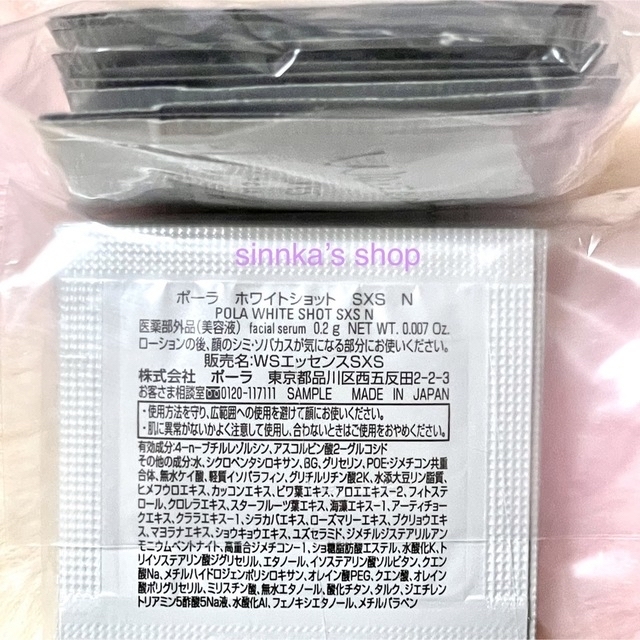 sinnka's shop
ポーラ ホワイトショット SXS N
POLA WHITE SHOT SXS N
医薬部外品(美容液) facial serum 0.2g NET WT. 0.007 Oz.
ローションの後、顔のシミ・ソバカスが気になる部分にお使いください。
販売名:WSエッセンスSXS
株式会社 ポーラ 東京都品川区西五反田2-2-3
お客さま相談室 0120-117111 SAMPLE MADE IN JAPAN
・使用方法を守り、広範囲への使用を避けて顔にお使いください。
・肌に異常がないかよく注意して使用し、合わないときはご使用をおやめください。
有効成分:4-n-ブチルレゾルシン、アスコルビン酸2-グルコシド
その他の成分:水、シクロペンタシロキサン、BG、グリセリン、POE・ジメチコン共重
合体、無水ケイ酸、軽質イソパラフィン、グリチルリチン酸2K、水添大豆リン脂質、
ヒメフウロエキス、カッコンエキス、ビワ葉エキス、アロエエキス-2、フィトステ
ロール、クロレラエキス、スターフルーツ葉エキス、海藻エキス-1、アーティチョー
クエキス、クララエキス-1、シラカバエキス、ローズマリーエキス、ブクリョウエキ
ス、マヨラナエキス、ショウキョウエキス、ユズセラミド、ジメチルジステアリルアン
モニウムベントナイト、高重合ジメチコン-1、ショ糖脂肪酸エステル、水酸化K、ト
リイソステアリン酸ジグリセリル、エタノール、イソステアリン酸ソルビタン、クエン
酸Na、メチルハイドロジェンポリシロキサン、オレイン酸PEG、クエン酸、オレイン
酸ポリグリセリル、ミリスチン酸、無水エタノール、酸化チタン、タルク、ジエチレン
トリアミン5酢酸5Na液、水酸化Al、フェノキシエタノール、メチルパラベン